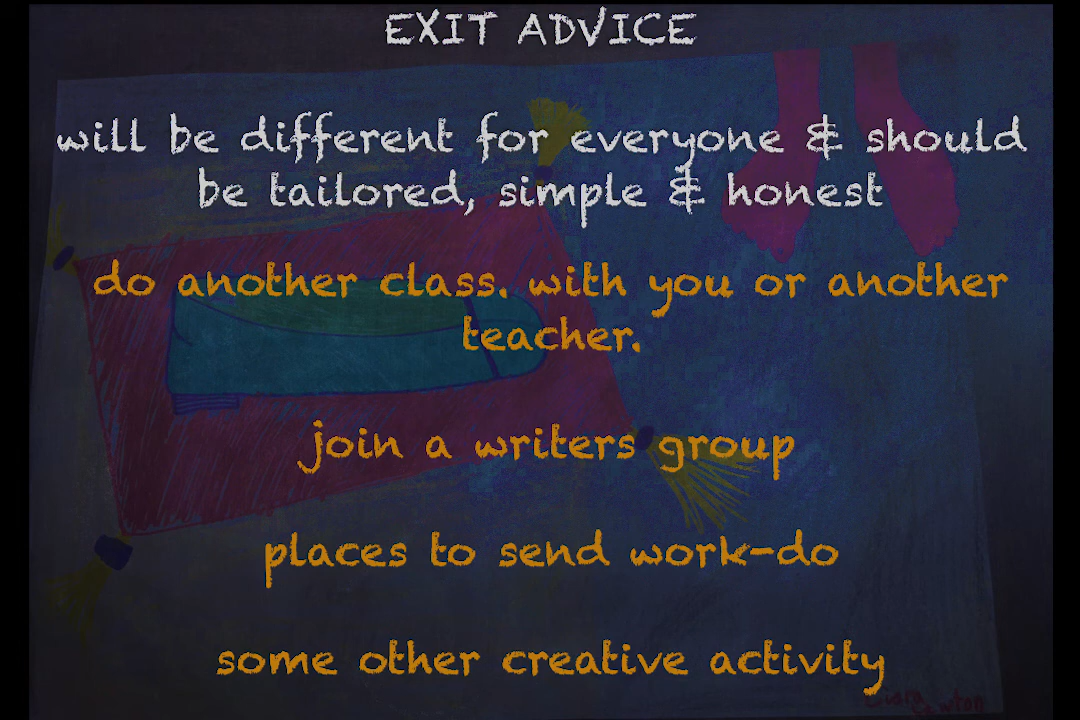 EXIT ADVICE
will be different for everyone & should
be tailored, simple & honest
do another class. with you or another
teacher.
join a writers group
places to send work-do
some other creative activity